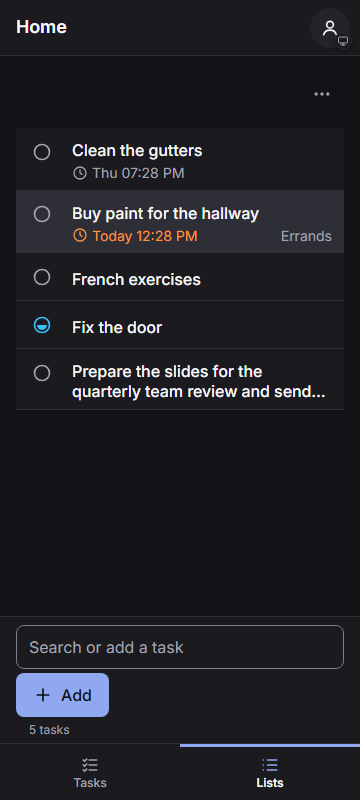 Home
Clean the gutters
Thu 07:28 PM
Buy paint for the hallway
Today 12:28 PM
Errands
French exercises
Fix the door
Prepare the slides for the
quarterly team review and send...
Search or add a task
Add
5 tasks
Tasks
Lists